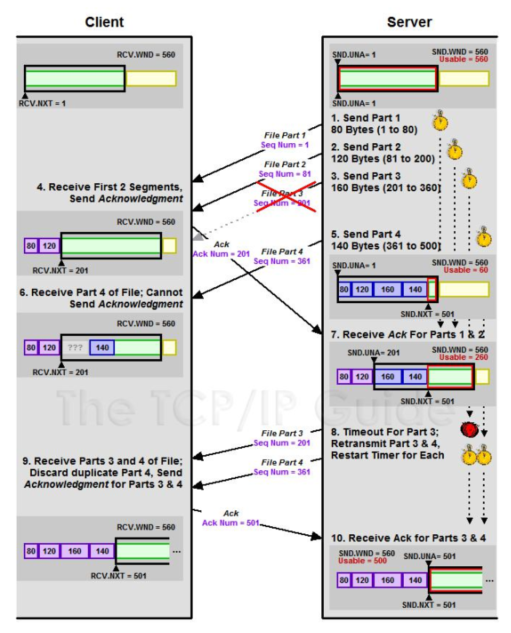 Client
Server
RCV.WND = 560
RCV.NXT = 1
SND.UNA= 1
SND.WND = 560
Usable = 560
SND.UNA= 1
1. Send Part 1
80 Bytes (1 to 80)
File Part 1
Seq Num = 1
2. Send Part 2
120 Bytes (81 to 200)
File Part 2
Seq Num = 81
3. Send Part 3
160 Bytes (201 to 360)
File Part 3
Seq Num = 201
4. Receive First 2 Segments,
Send Acknowledgment
RCV.WND = 560
80 120
RCV.NXT = 201
Ack
Ack Num = 201
5. Send Part 4
140 Bytes (361 to 500)
File Part 4
Seq Num = 361
SND.UNA= 1
SND.WND = 560
Usable = 60
80 120 160 140
SND.NXT = 501
6. Receive Part 4 of File; Cannot
Send Acknowledgment
RCV.WND = 560
80 120 ??? 140
RCV.NXT = 201
7. Receive Ack For Parts 1 & 2
SND.UNA= 201
SND.WND = 560
Usable = 260
80 120 160 140
SND.NXT = 501
The TCP/IP Guide
8. Timeout For Part 3;
Retransmit Part 3 & 4,
Restart Timer for Each
File Part 3
Seq Num = 201
File Part 4
Seq Num = 361
9. Receive Parts 3 and 4 of File;
Discard duplicate Part 4, Send
Acknowledgment for Parts 3 & 4
Ack
Ack Num = 501
RCV.WND = 560
80 120 160 140 ...
RCV.NXT = 501
10. Receive Ack for Parts 3 & 4
SND.WND = 560
SND.UNA= 501
Usable = 500
80 120 160 140 ...
SND.NXT = 501